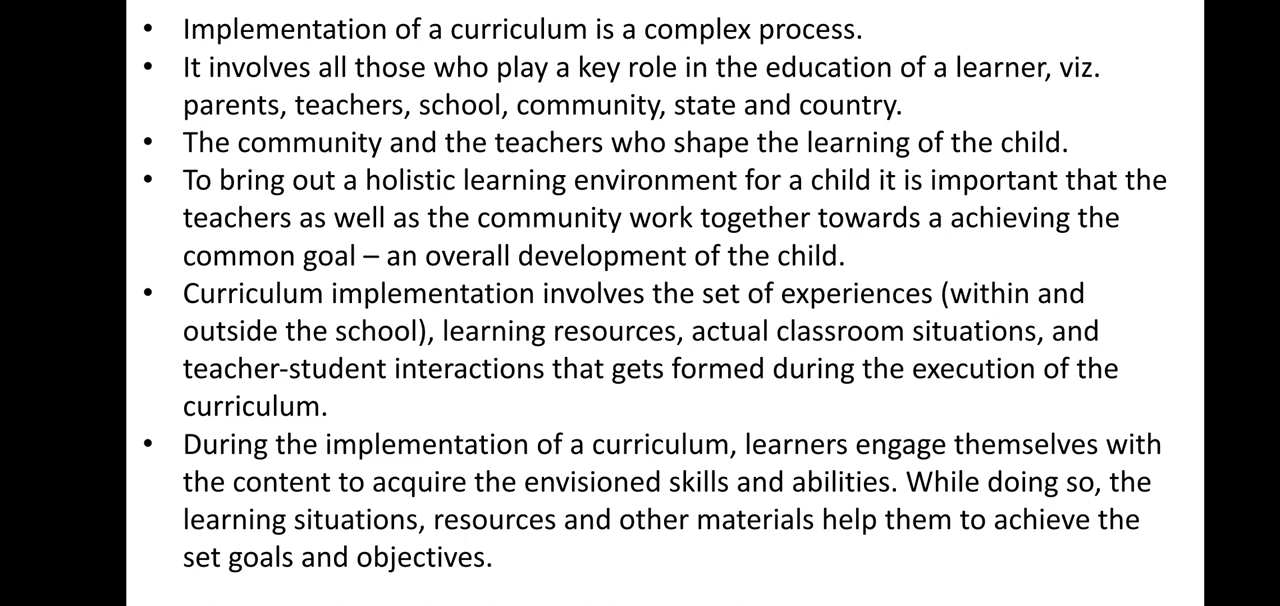 • Implementation of a curriculum is a complex process.
• It involves all those who play a key role in the education of a learner, viz.
parents, teachers, school, community, state and country.
• The community and the teachers who shape the learning of the child.
• To bring out a holistic learning environment for a child it is important that the
teachers as well as the community work together towards a achieving the
common goal – an overall development of the child.
• Curriculum implementation involves the set of experiences (within and
outside the school), learning resources, actual classroom situations, and
teacher-student interactions that gets formed during the execution of the
curriculum.
• During the implementation of a curriculum, learners engage themselves with
the content to acquire the envisioned skills and abilities. While doing so, the
learning situations, resources and other materials help them to achieve the
set goals and objectives.